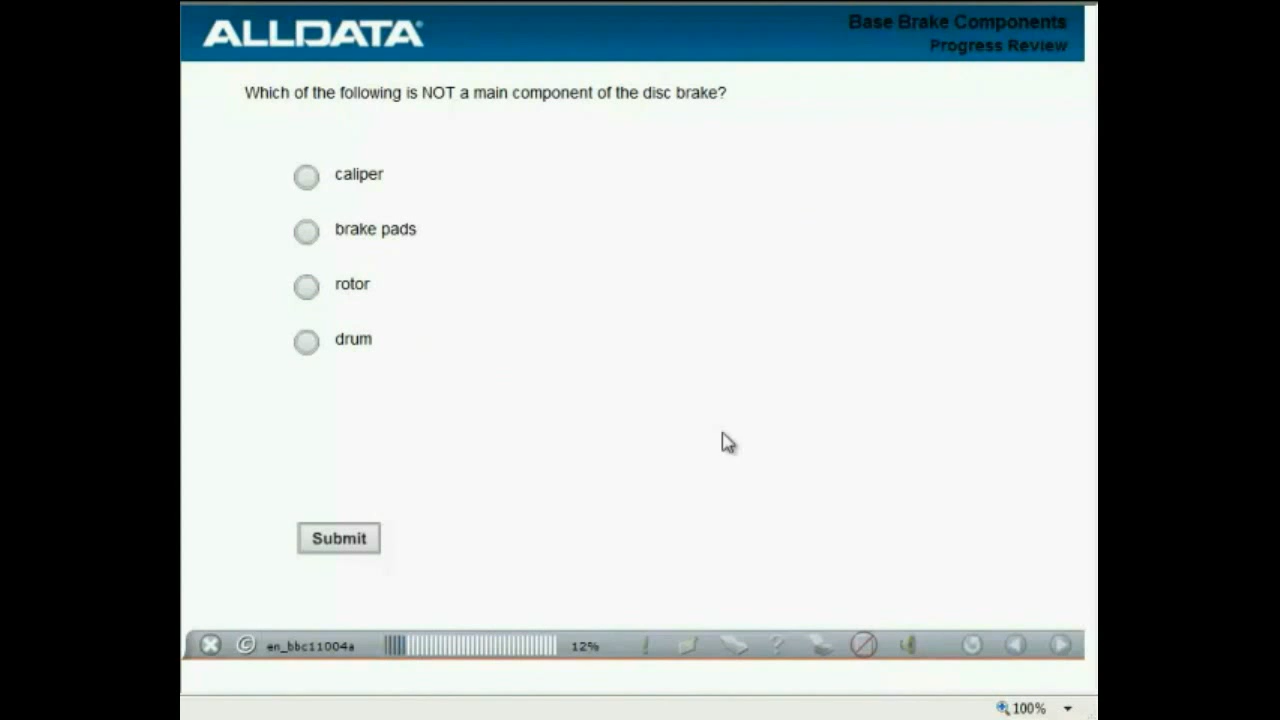 ALLDATA®
Base Brake Components
Progress Review
Which of the following is NOT a main component of the disc brake?
caliper
brake pads
rotor
drum
Submit
© en_bbc11004a 12% ! ?
100%